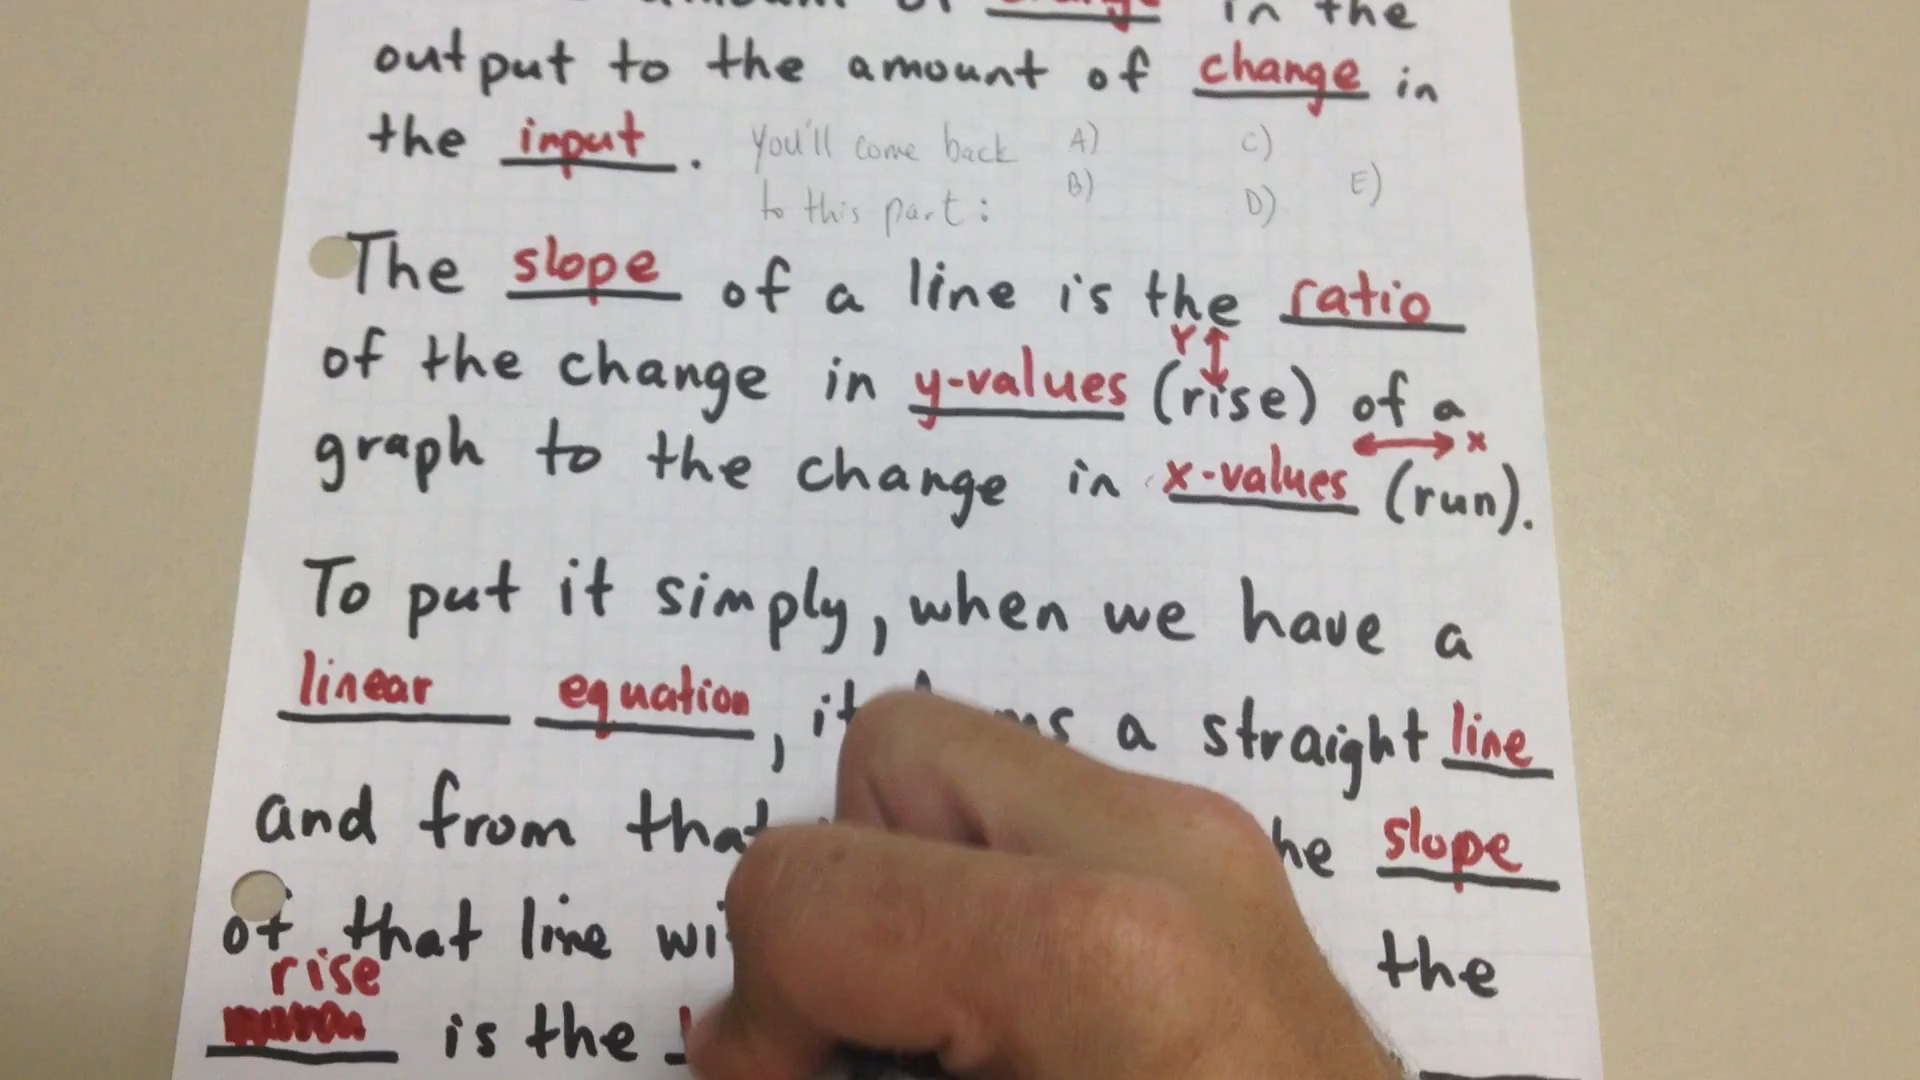 in the
output to the amount of change in
the input. You'll come back A) C)
to this part: B) D) E)
The slope of a line is the ratio
Y
of the change in y-values (rise) of a
x
graph to the change in x-values (run).
To put it simply, when we have a
linear equation, it a straight line
and from that he slope
of that line the
rise
is the